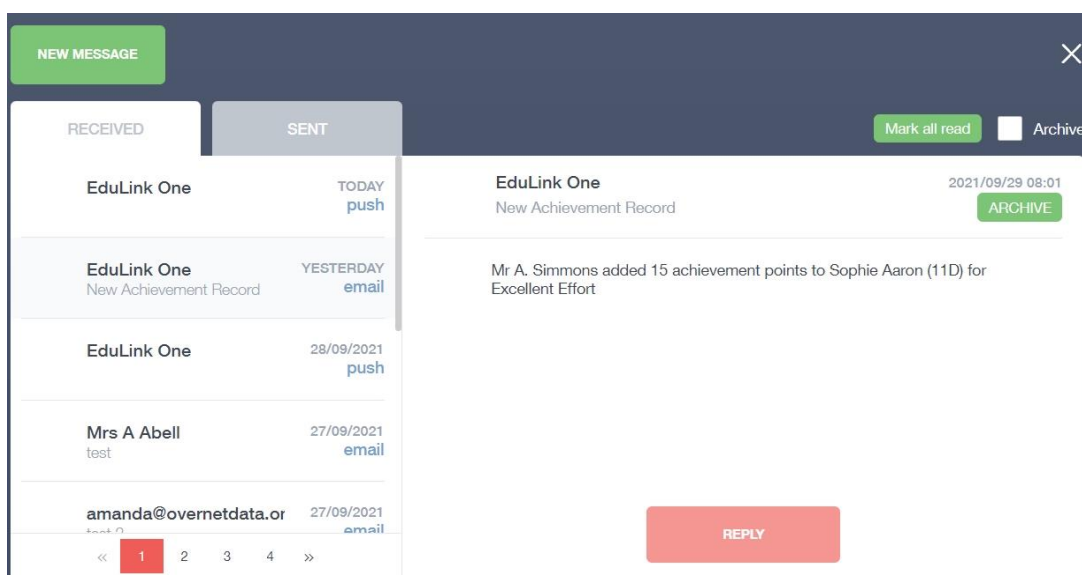 NEW MESSAGE
RECEIVED
SENT
Mark all read
Archive
EduLink One
TODAY
push
EduLink One
YESTERDAY
New Achievement Record
email
EduLink One
28/09/2021
push
Mrs A Abell
27/09/2021
test
email
amanda@overnetdata.or
27/09/2021
test 2
email
«
1
2
3
4
»
EduLink One
2021/09/29 08:01
New Achievement Record
ARCHIVE
Mr A. Simmons added 15 achievement points to Sophie Aaron (11D) for
Excellent Effort
REPLY